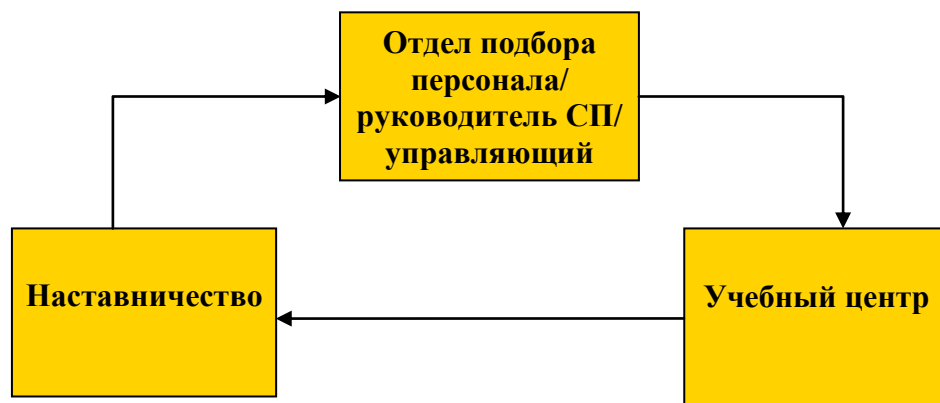 Отдел подбора
персонала/
руководитель СП/
управляющий
Наставничество
Учебный центр